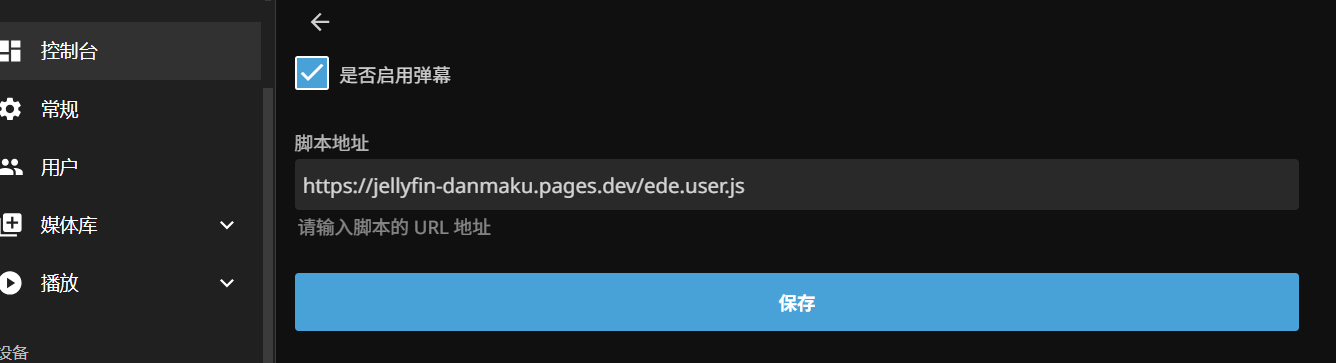 控制台
常规
用户
媒体库
播放
设备
是否启用弹幕
脚本地址
https://jellyfin-danmaku.pages.dev/ede.user.js
请输入脚本的 URL 地址
保存